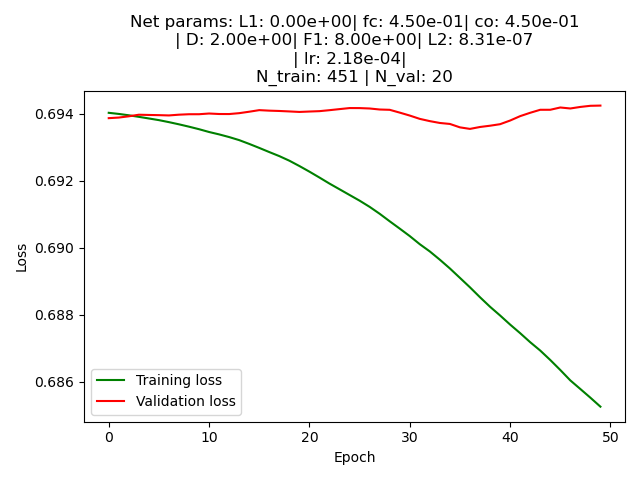 Net params: L1: 0.00e+00| fc: 4.50e-01| co: 4.50e-01
| D: 2.00e+00| F1: 8.00e+00| L2: 8.31e-07
| lr: 2.18e-04|
N_train: 451 | N_val: 20
0.694
0.692
0.690
0.688
0.686
Loss
Training loss
Validation loss
0 10 20 30 40 50
Epoch